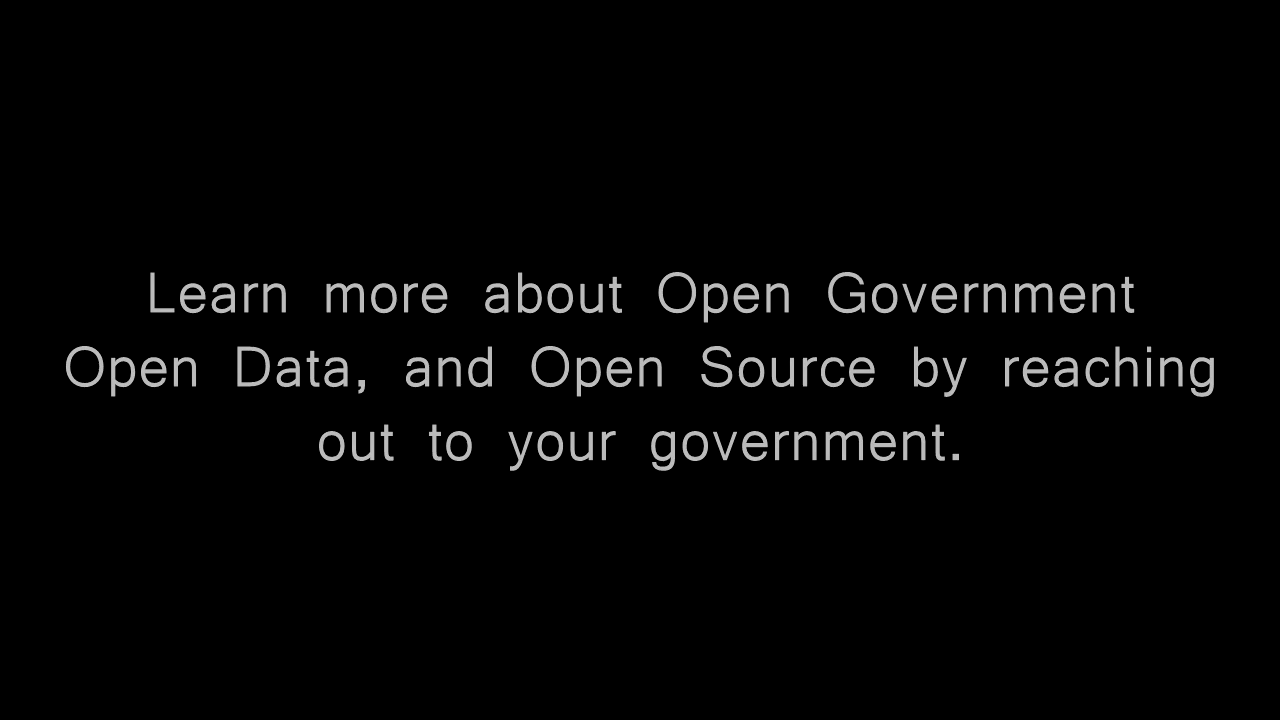 Learn more about Open Government
Open Data, and Open Source by reaching
out to your government.